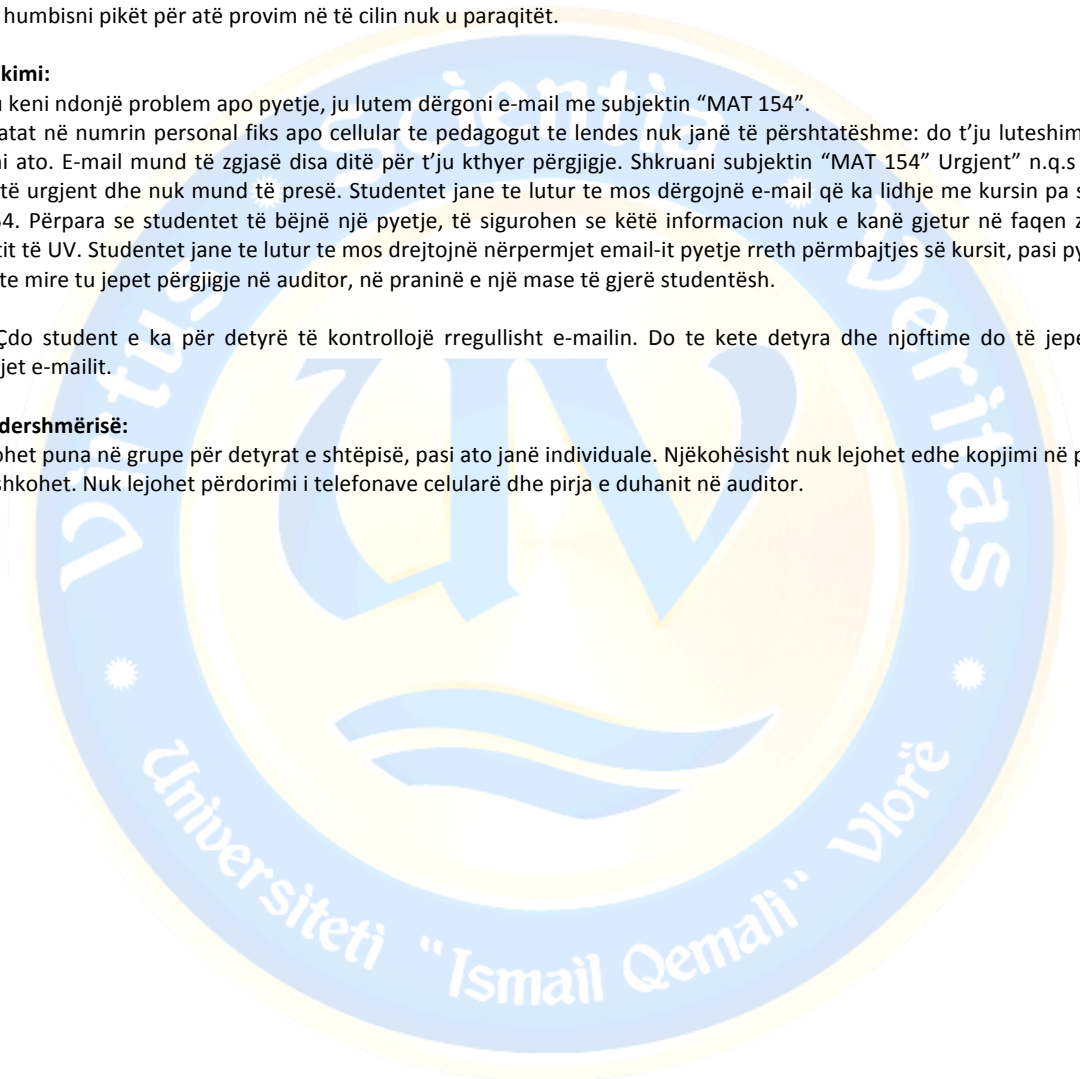 humbisni pikët për atë provim në të cilin nuk u paraqitët.
kimi:
keni ndonjë problem apo pyetje, ju lutem dërgoni e-mail me subjektin “MAT 154”.
atat në numrin personal fiks apo cellular te pedagogut te lendes nuk janë të përshtatëshme: do t’ju luteshim
ato. E-mail mund të zgjasë disa ditë për t’ju kthyer përgjigje. Shkruani subjektin “MAT 154” Urgjent” n.q.s
të urgjent dhe nuk mund të presë. Studentet jane te lutur te mos dërgojnë e-mail që ka lidhje me kursin pa s
4. Përpara se studentet të bëjnë një pyetje, të sigurohen se këtë informacion nuk e kanë gjetur në faqen z
tit të UV. Studentet jane te lutur te mos drejtojnë nërpermjet email-it pyetje rreth përmbajtjes së kursit, pasi py
te mire tu jepet përgjigje në auditor, në praninë e një mase të gjerë studentësh.
Çdo student e ka për detyrë të kontrollojë rregullisht e-mailin. Do te kete detyra dhe njoftime do të jepe
jet e-mailit.
dershmërisë:
ohet puna në grupe për detyrat e shtëpisë, pasi ato janë individuale. Njëkohësisht nuk lejohet edhe kopjimi në p
shkohet. Nuk lejohet përdorimi i telefonave celularë dhe pirja e duhanit në auditor.
Virtus Scientia Veritas
UV
Universiteti "Ismail Qemali" Vlorë